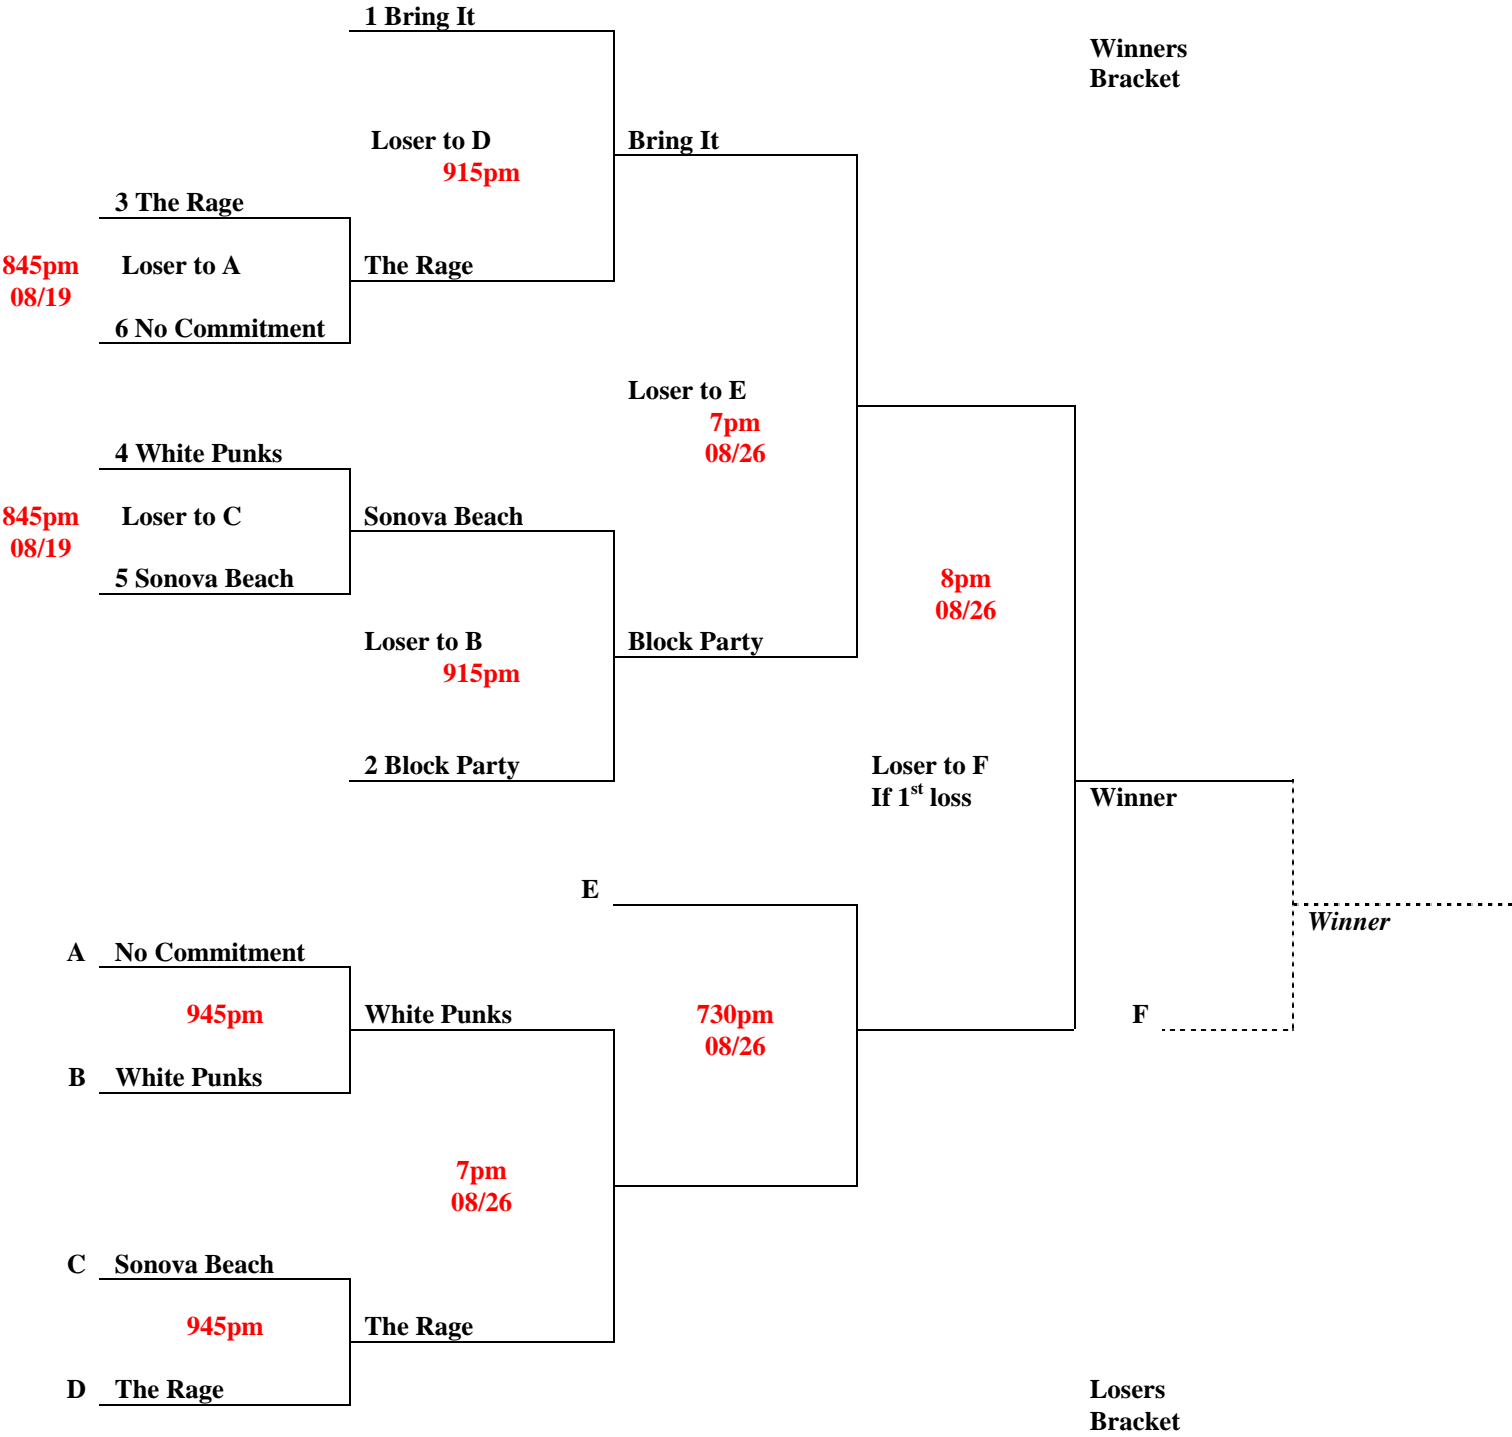 1 Bring It
Winners
Bracket
Loser to D
Bring It
915pm
3 The Rage
845pm
08/19
Loser to A
The Rage
6 No Commitment
Loser to E
7pm
08/26
4 White Punks
845pm
08/19
Loser to C
Sonova Beach
5 Sonova Beach
8pm
08/26
Loser to B
915pm
Block Party
2 Block Party
Loser to F
If 1st loss
Winner
E
Winner
A No Commitment
945pm
White Punks
730pm
08/26
F
B White Punks
7pm
08/26
C Sonova Beach
945pm
The Rage
D The Rage
Losers
Bracket